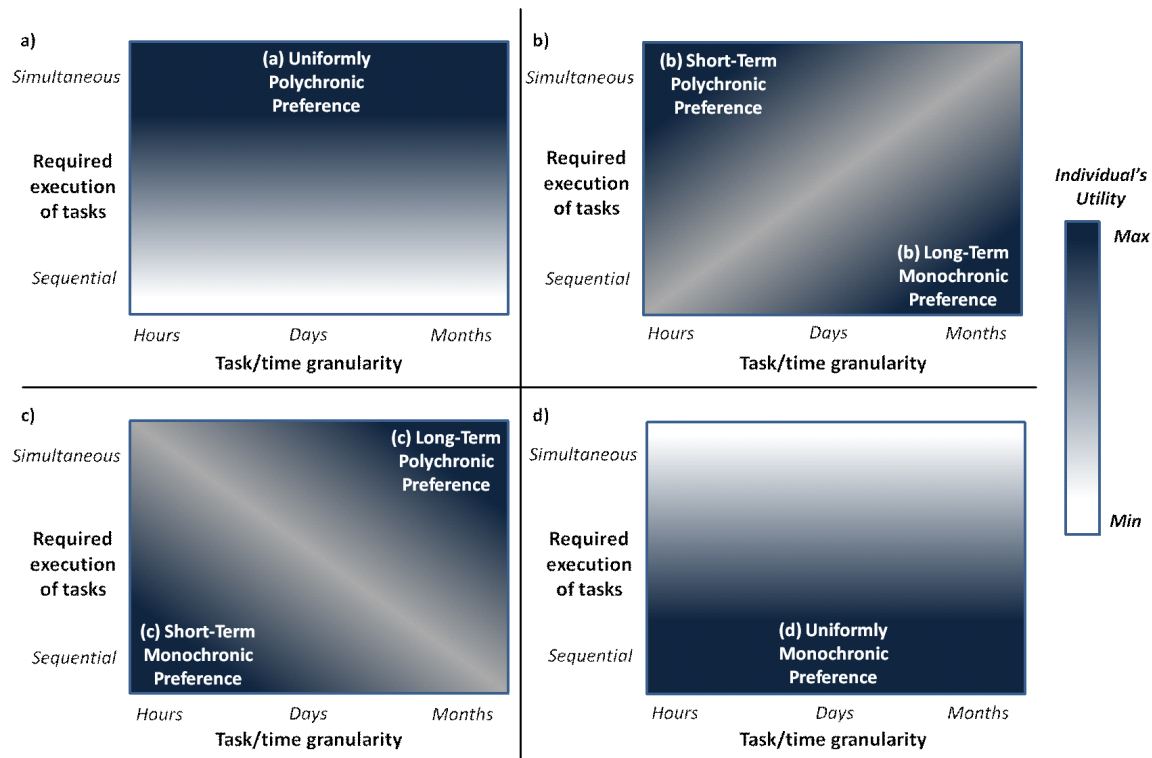 a)
(a) Uniformly
Polychronic
Preference
Simultaneous
Required
execution
of tasks
Sequential
Hours
Days
Months
Task/time granularity
b)
(b) Short-Term
Polychronic
Preference
Simultaneous
Required
execution
of tasks
(b) Long-Term
Monochronic
Preference
Sequential
Hours
Days
Months
Task/time granularity
Individual's
Utility
Max
Min
c)
(c) Long-Term
Polychronic
Preference
Simultaneous
Required
execution
of tasks
(c) Short-Term
Monochronic
Preference
Sequential
Hours
Days
Months
Task/time granularity
d)
Simultaneous
Required
execution
of tasks
(d) Uniformly
Monochronic
Preference
Sequential
Hours
Days
Months
Task/time granularity